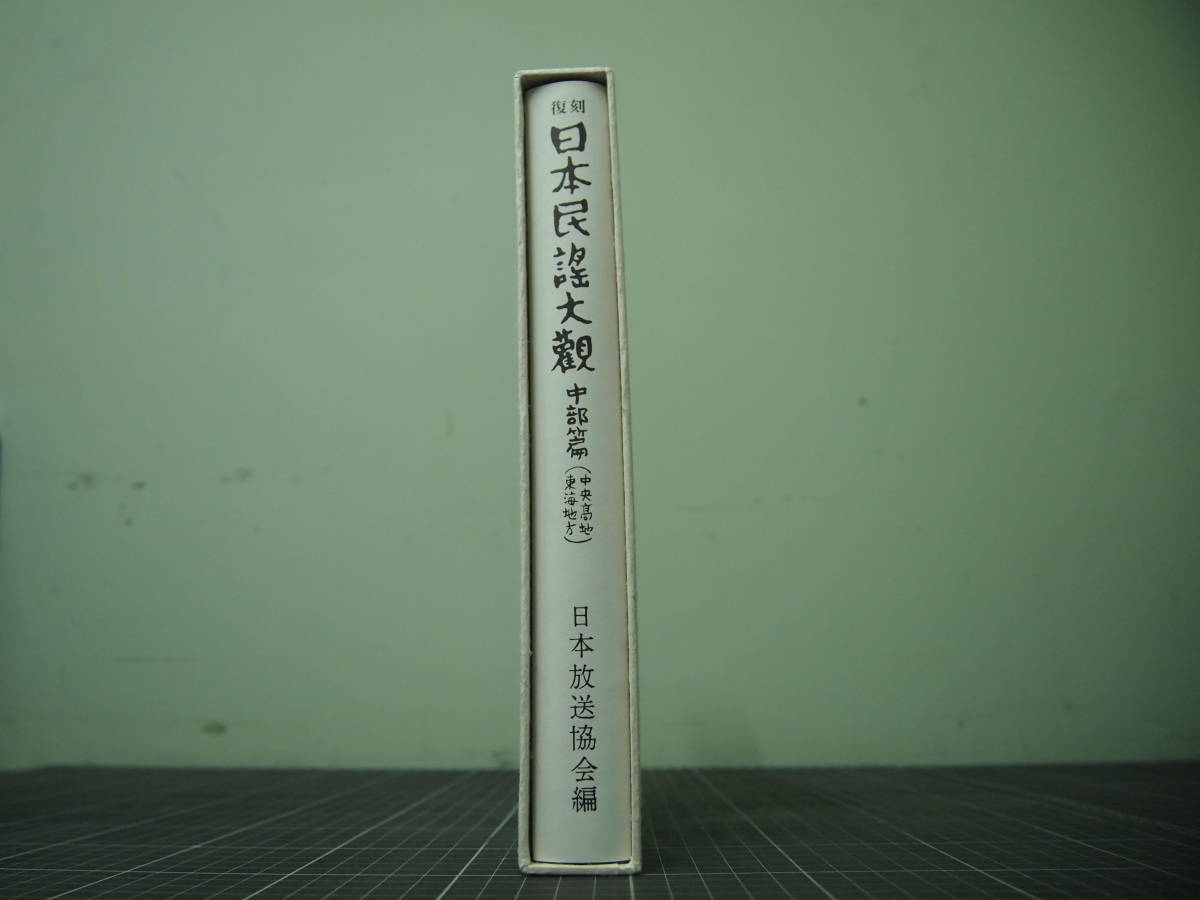 復刻
日本民謠大觀
中部篇
（中央高地
東海地方）
日本放送協会編